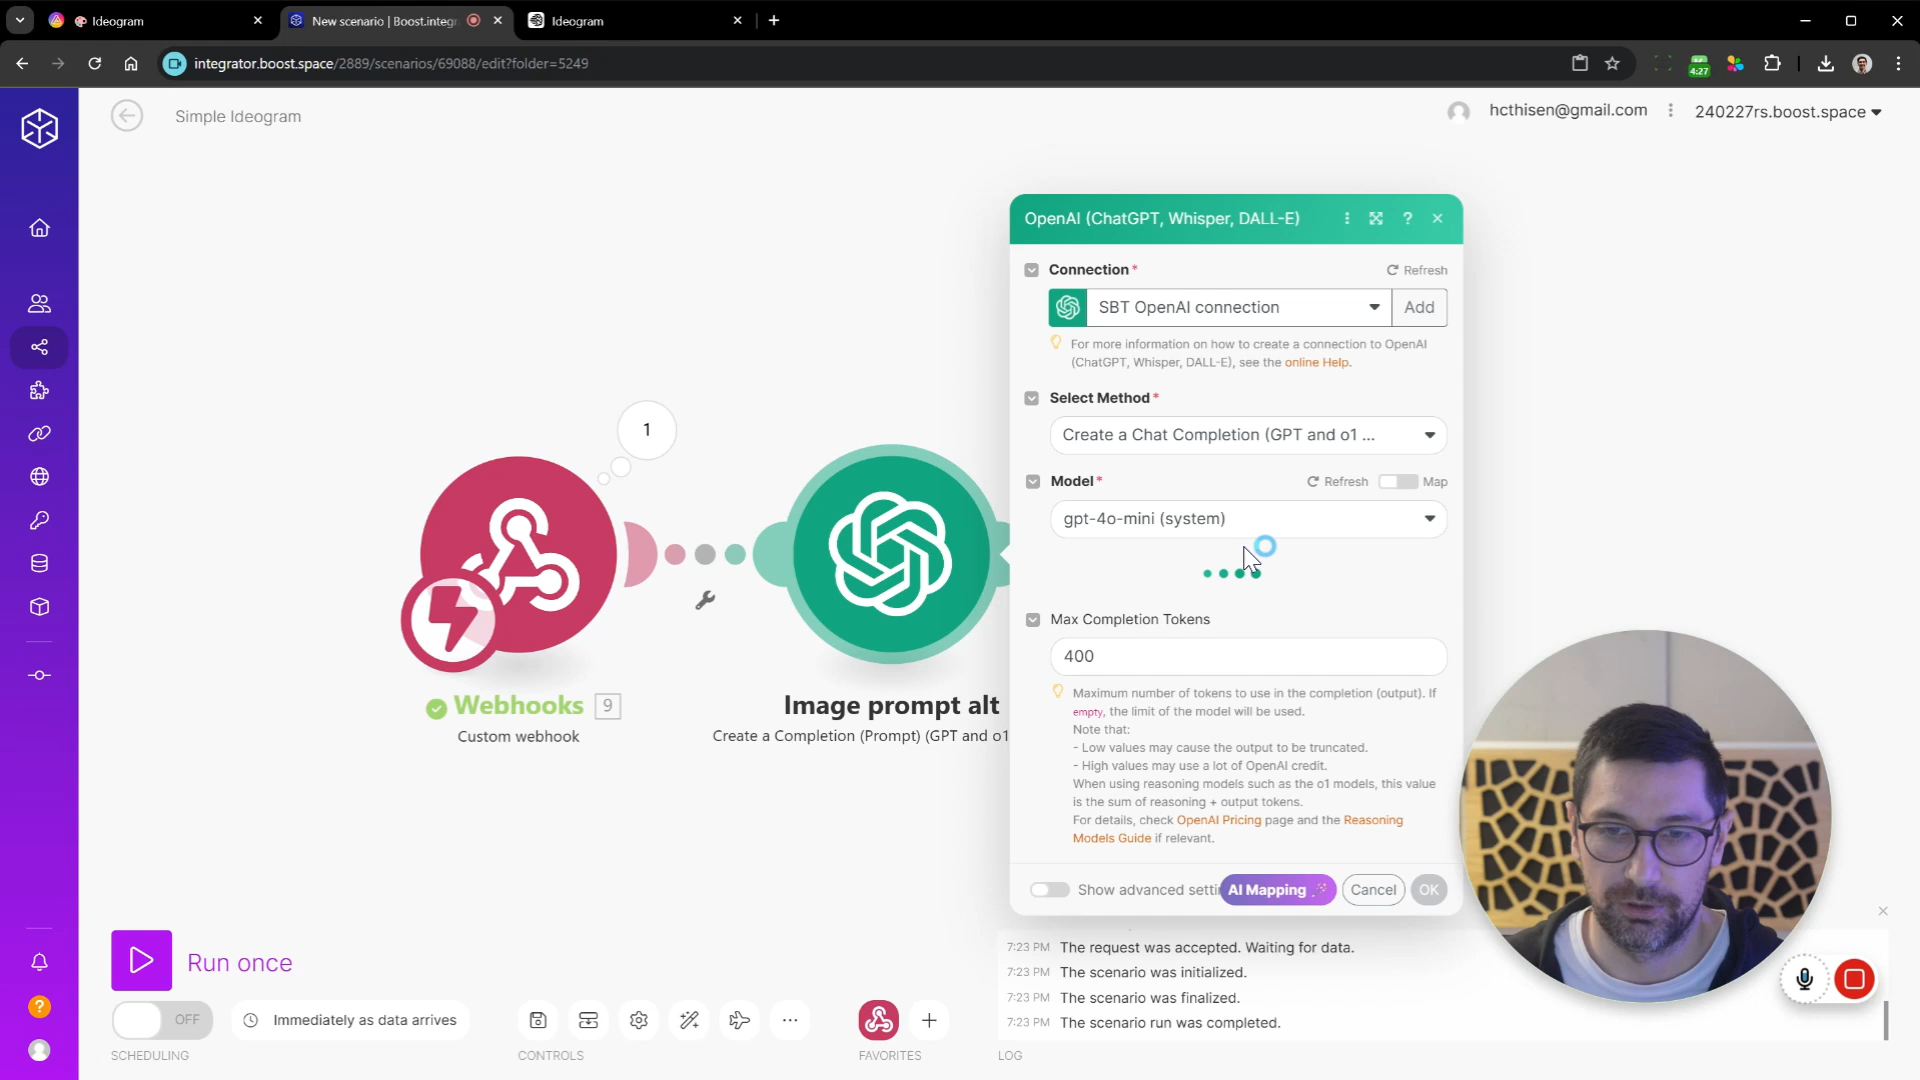 Ideogram
New scenario | Boost.integr
Ideogram
integrator.boost.space/2889/scenarios/69088/edit?folder=5249
4:27
Simple Ideogram
hcthisen@gmail.com
240227rs.boost.space
OpenAI (ChatGPT, Whisper, DALL-E)
?
Connection*
Refresh
SBT OpenAI connection
Add
For more information on how to create a connection to OpenAI
(ChatGPT, Whisper, DALL-E), see the online Help.
Select Method*
Create a Chat Completion (GPT and o1 ...
Model*
Refresh
Map
gpt-4o-mini (system)
Max Completion Tokens
400
Maximum number of tokens to use in the completion (output). If
empty, the limit of the model will be used.
Note that:
- Low values may cause the output to be truncated.
- High values may use a lot of OpenAI credit.
When using reasoning models such as the o1 models, this value
is the sum of reasoning + output tokens.
For details, check OpenAI Pricing page and the Reasoning
Models Guide if relevant.
Show advanced setti
AI Mapping
Cancel
OK
1
Webhooks 9
Custom webhook
Image prompt alt
Create a Completion (Prompt) (GPT and o1
Run once
OFF
Immediately as data arrives
SCHEDULING
CONTROLS
FAVORITES
LOG
7:23 PM The request was accepted. Waiting for data.
7:23 PM The scenario was initialized.
7:23 PM The scenario was finalized.
7:23 PM The scenario run was completed.
?